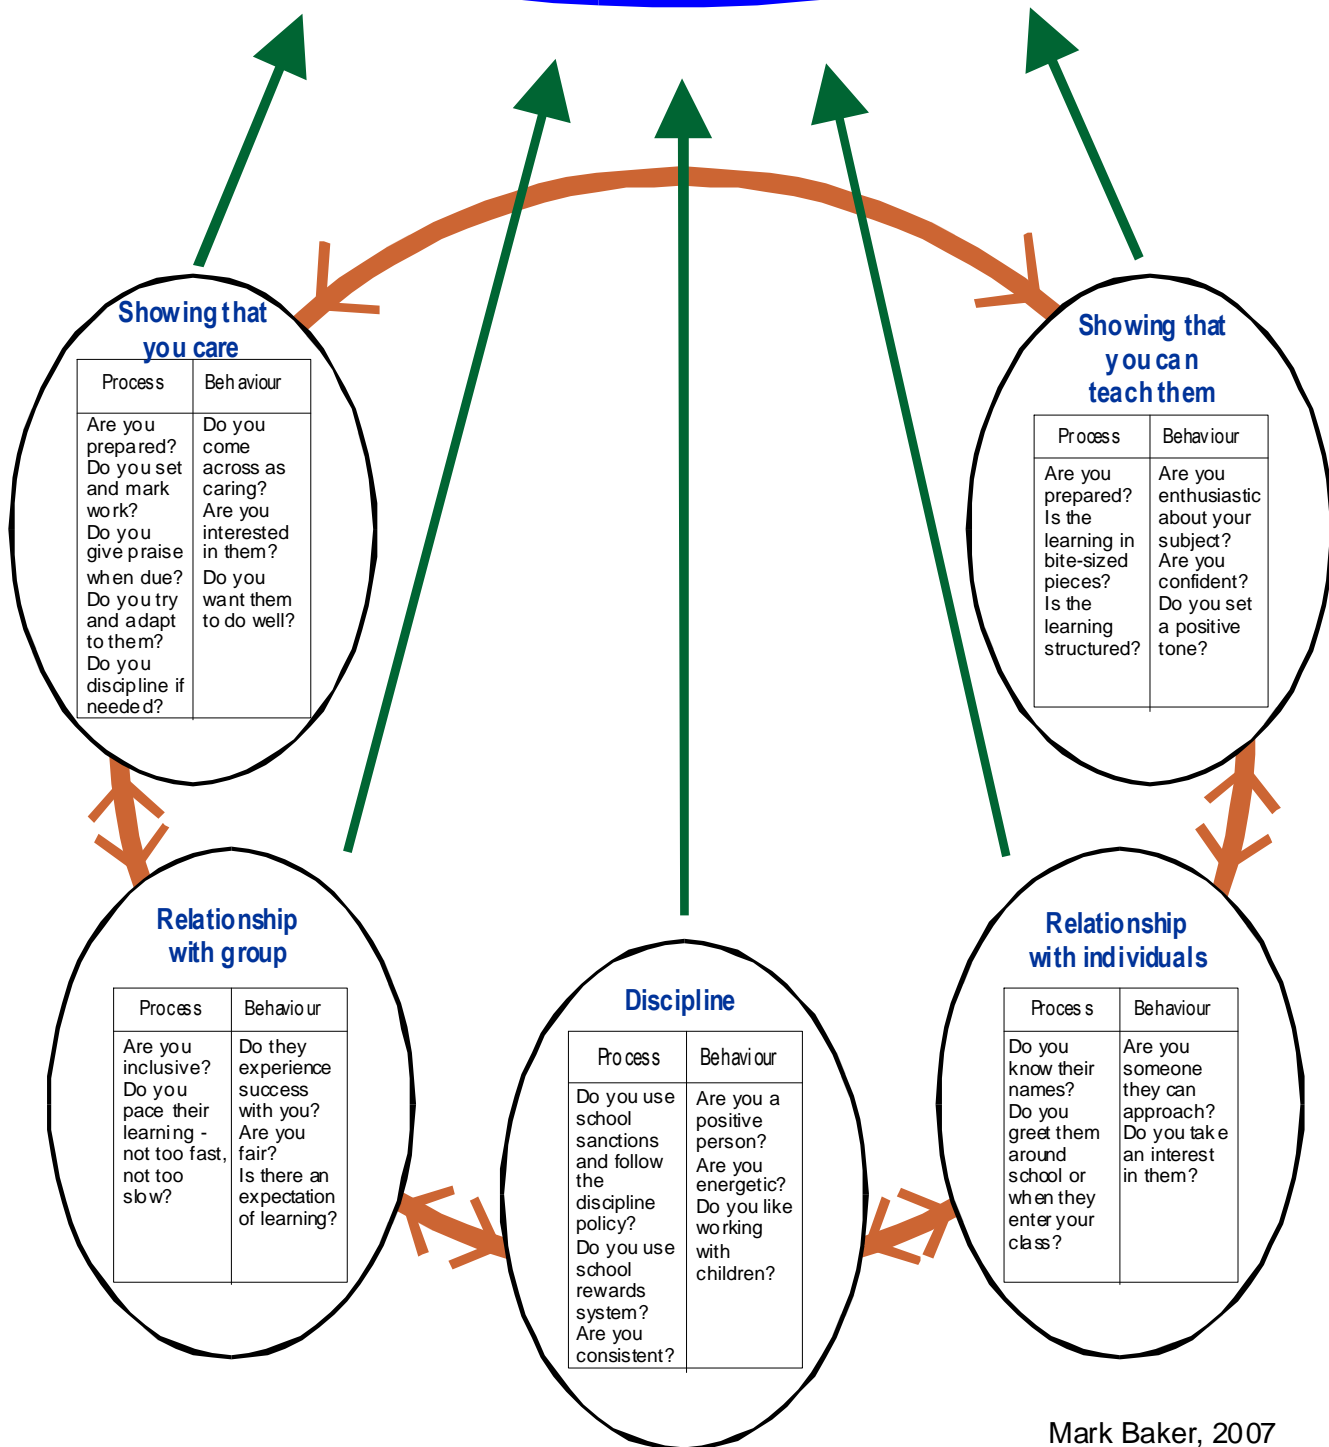 Showing that
you care
Process
Are you
prepared?
Do you set
and mark
work?
Do you
give praise
when due?
Do you try
and adapt
to them?
Do you
discipline if
needed?
Behaviour
Do you
come
across as
caring?
Are you
interested
in them?
Do you
want them
to do well?
Showing that
you can
teach them
Process
Are you
prepared?
Is the
learning in
bite-sized
pieces?
Is the
learning
structured?
Behaviour
Are you
enthusiastic
about your
subject?
Are you
confident?
Do you set
a positive
tone?
Relationship
with group
Process
Are you
inclusive?
Do you
pace their
learning -
not too fast,
not too
slow?
Behaviour
Do they
experience
success
with you?
Are you
fair?
Is there an
expectation
of learning?
Discipline
Process
Do you use
school
sanctions
and follow
the
discipline
policy?
Do you use
school
rewards
system?
Are you
consistent?
Behaviour
Are you a
positive
person?
Are you
energetic?
Do you like
working
with
children?
Relationship
with individuals
Process
Do you
know their
names?
Do you
greet them
around
school or
when they
enter your
class?
Behaviour
Are you
someone
they can
approach?
Do you take
an interest
in them?
Mark Baker, 2007